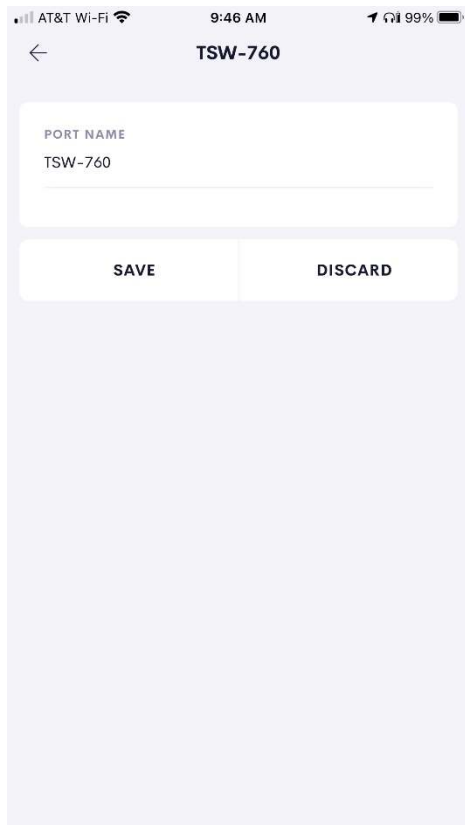 AT&T Wi-Fi 9:46 AM 99%
TSW-760
PORT NAME
TSW-760
SAVE DISCARD